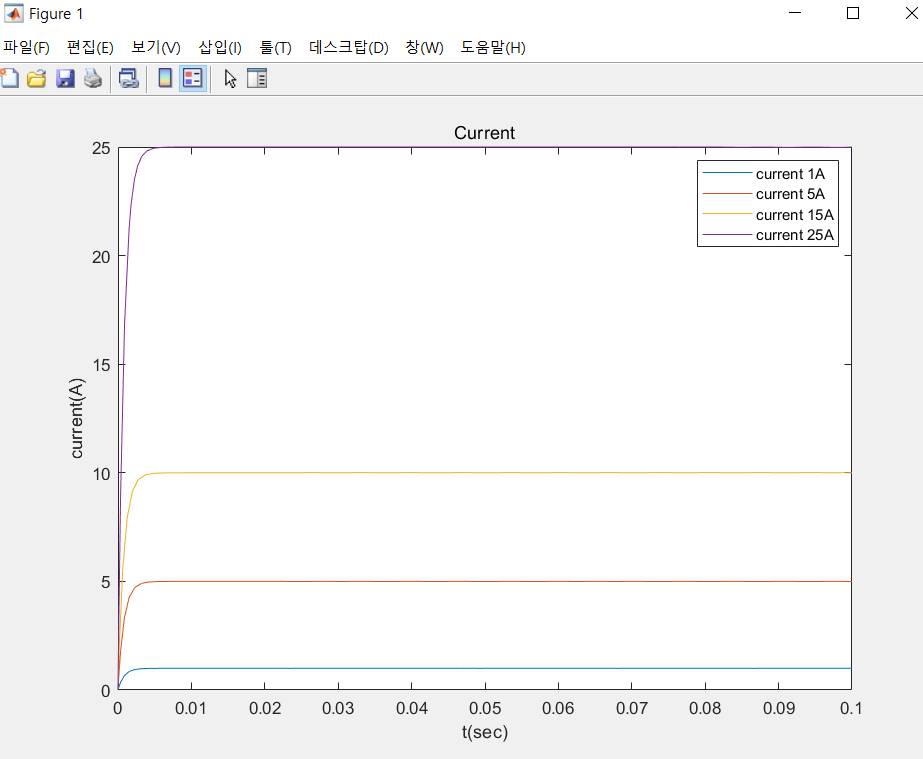 Figure 1
파일(F) 편집(E) 보기(V) 삽입(I) 툴(T) 데스크탑(D) 창(W) 도움말(H)
Current
25
20
15
10
5
0
current(A)
current 1A
current 5A
current 15A
current 25A
0 0.01 0.02 0.03 0.04 0.05 0.06 0.07 0.08 0.09 0.1
t(sec)